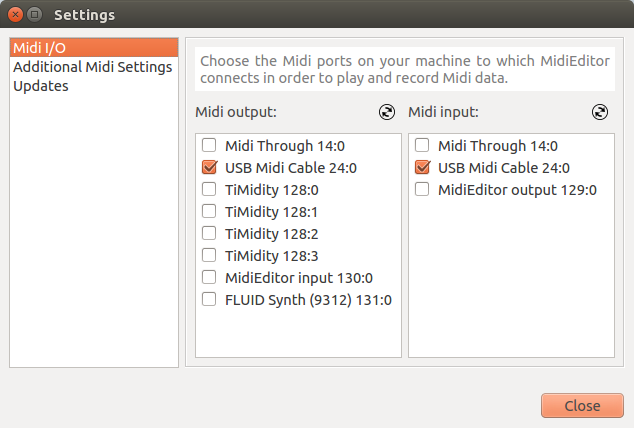 Settings
Midi I/O
Additional Midi Settings
Updates
Choose the Midi ports on your machine to which MidiEditor
connects in order to play and record Midi data.
Midi output:
Midi Through 14:0
USB Midi Cable 24:0
TiMidity 128:0
TiMidity 128:1
TiMidity 128:2
TiMidity 128:3
MidiEditor input 130:0
FLUID Synth (9312) 131:0
Midi input:
Midi Through 14:0
USB Midi Cable 24:0
MidiEditor output 129:0
Close